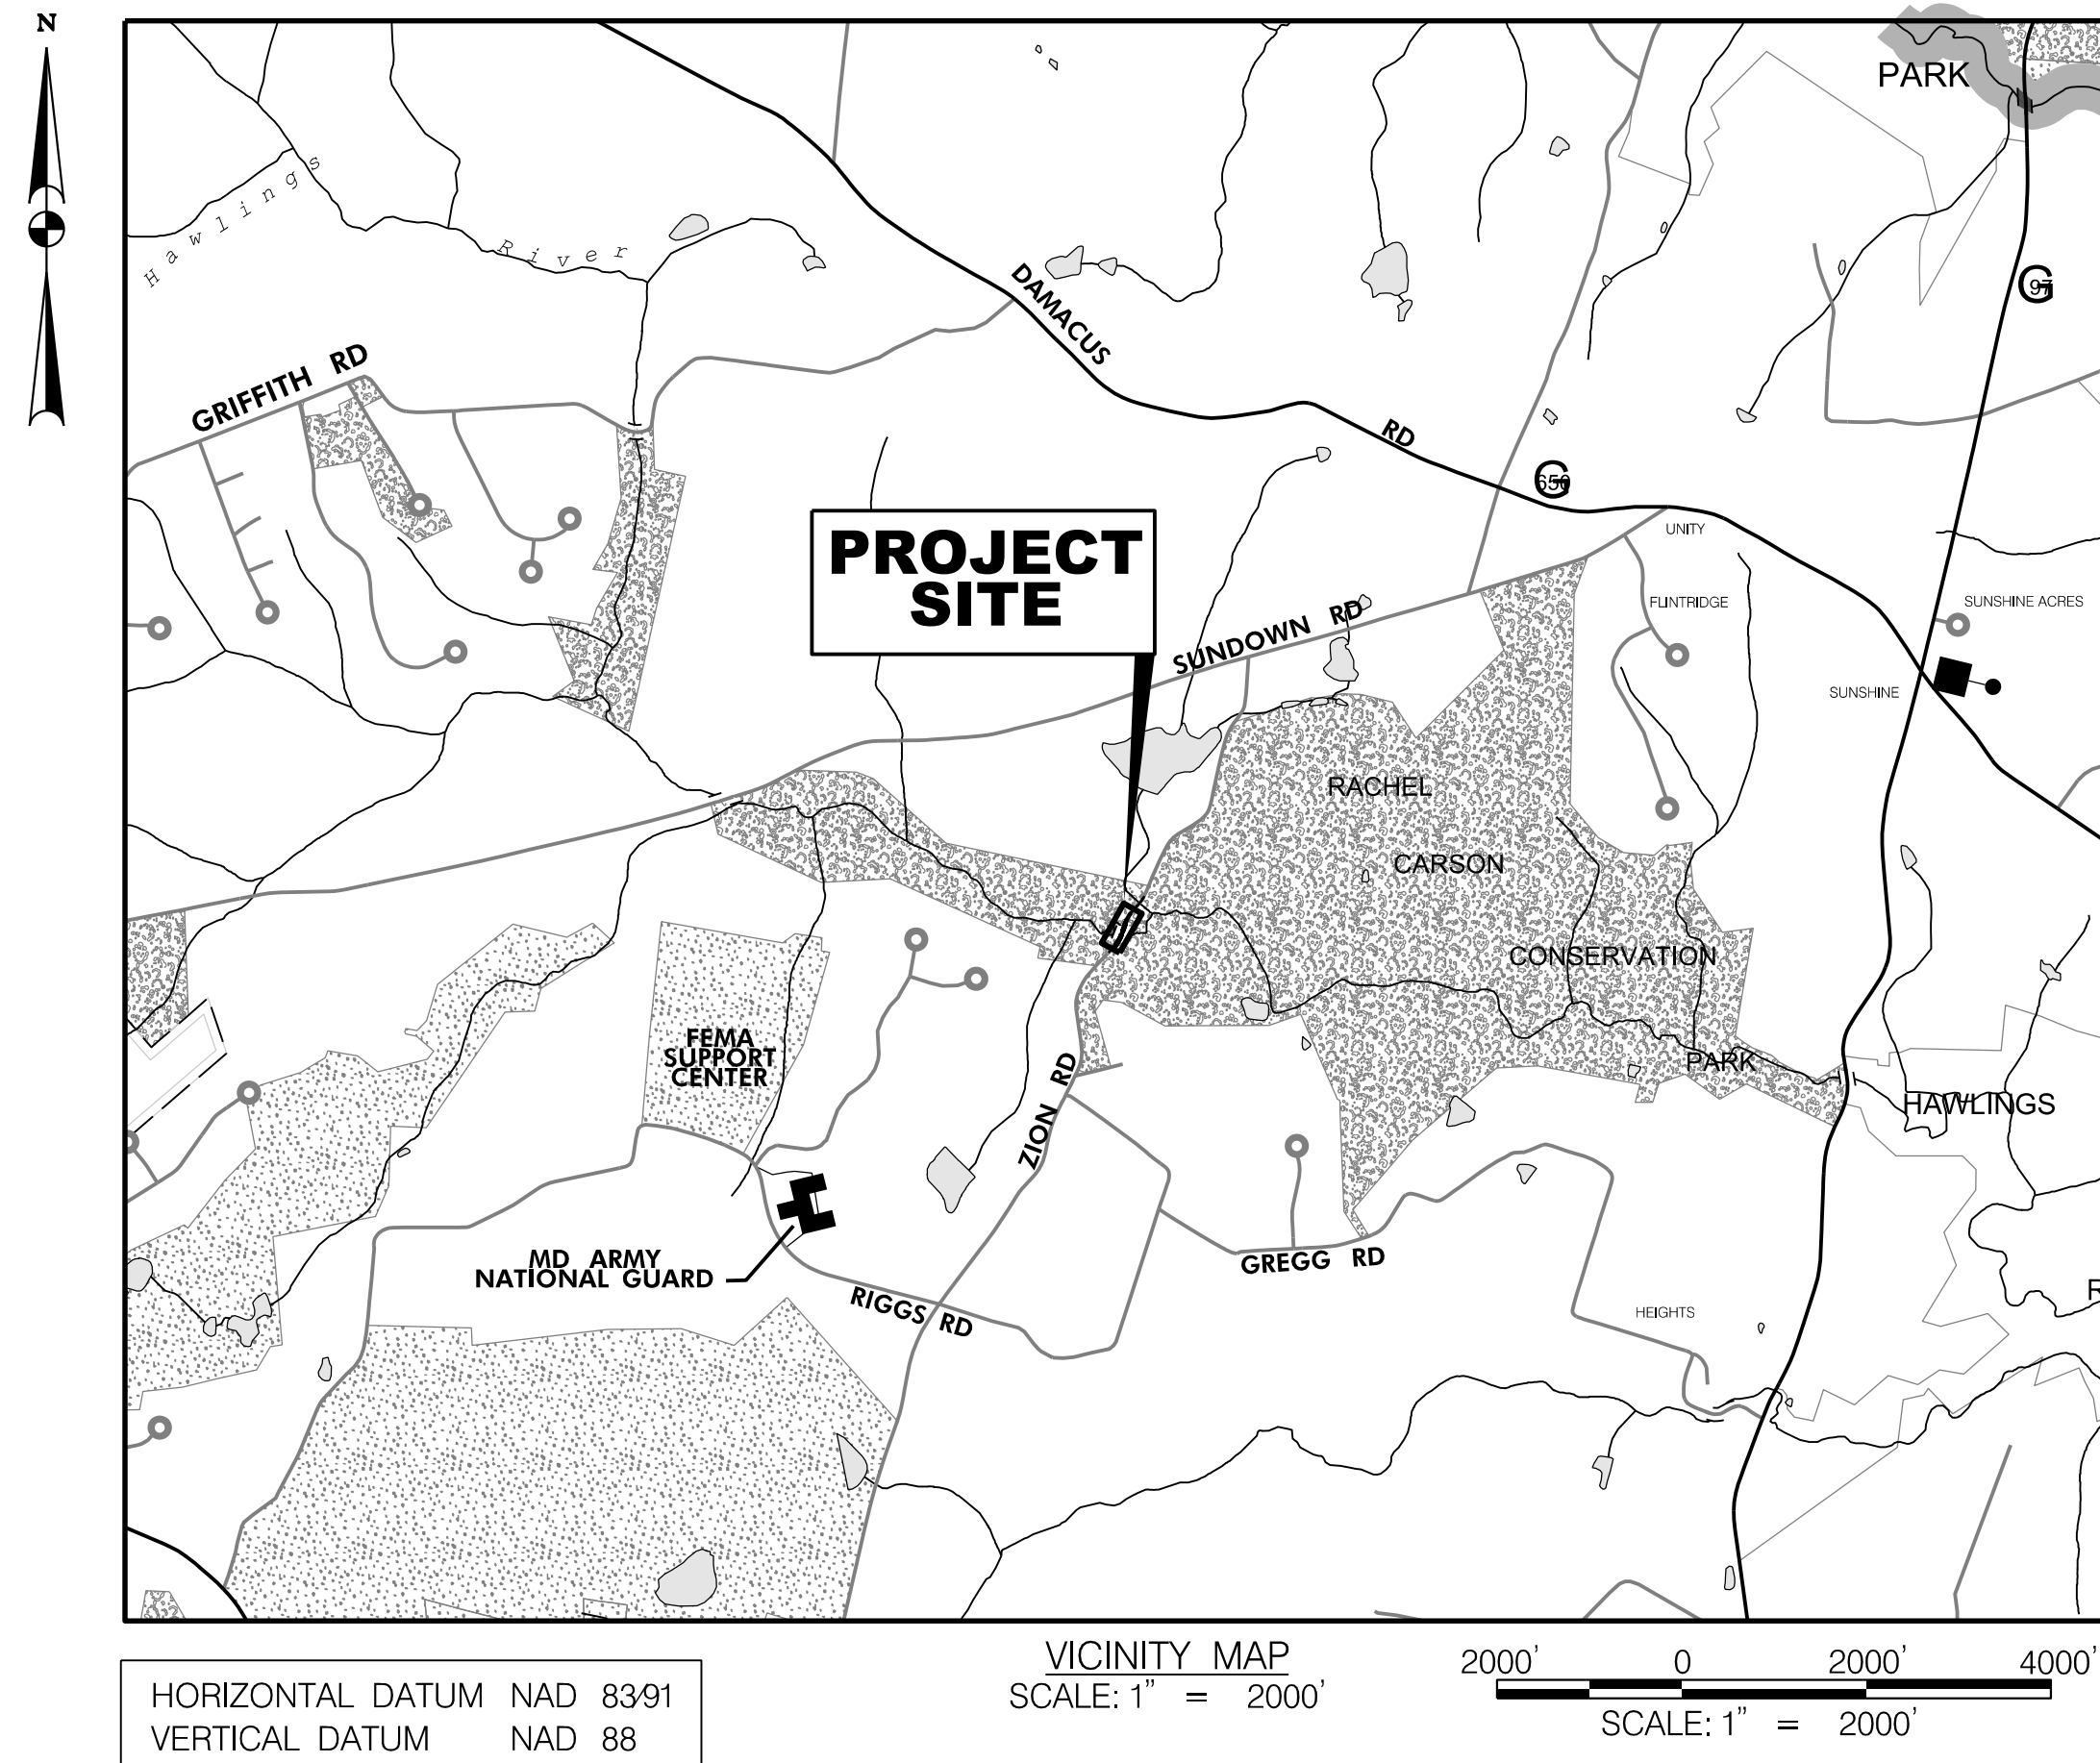 N
PARK
Hawlings
River
97
DAMACUS
RD
GRIFFITH RD
650
UNITY
PROJECT
SITE
FLINTRIDGE
SUNSHINE ACRES
SUNDOWN RD
SUNSHINE
RACHEL
CARSON
CONSERVATION
PARK
FEMA
SUPPORT
CENTER
ZION RD
HAWLINGS
R
MD ARMY
NATIONAL GUARD
GREGG RD
RIGGS RD
HEIGHTS
VICINITY MAP
SCALE: 1" = 2000'
2000' 0 2000' 4000'
SCALE: 1" = 2000'
HORIZONTAL DATUM NAD 83/91
VERTICAL DATUM NAD 88